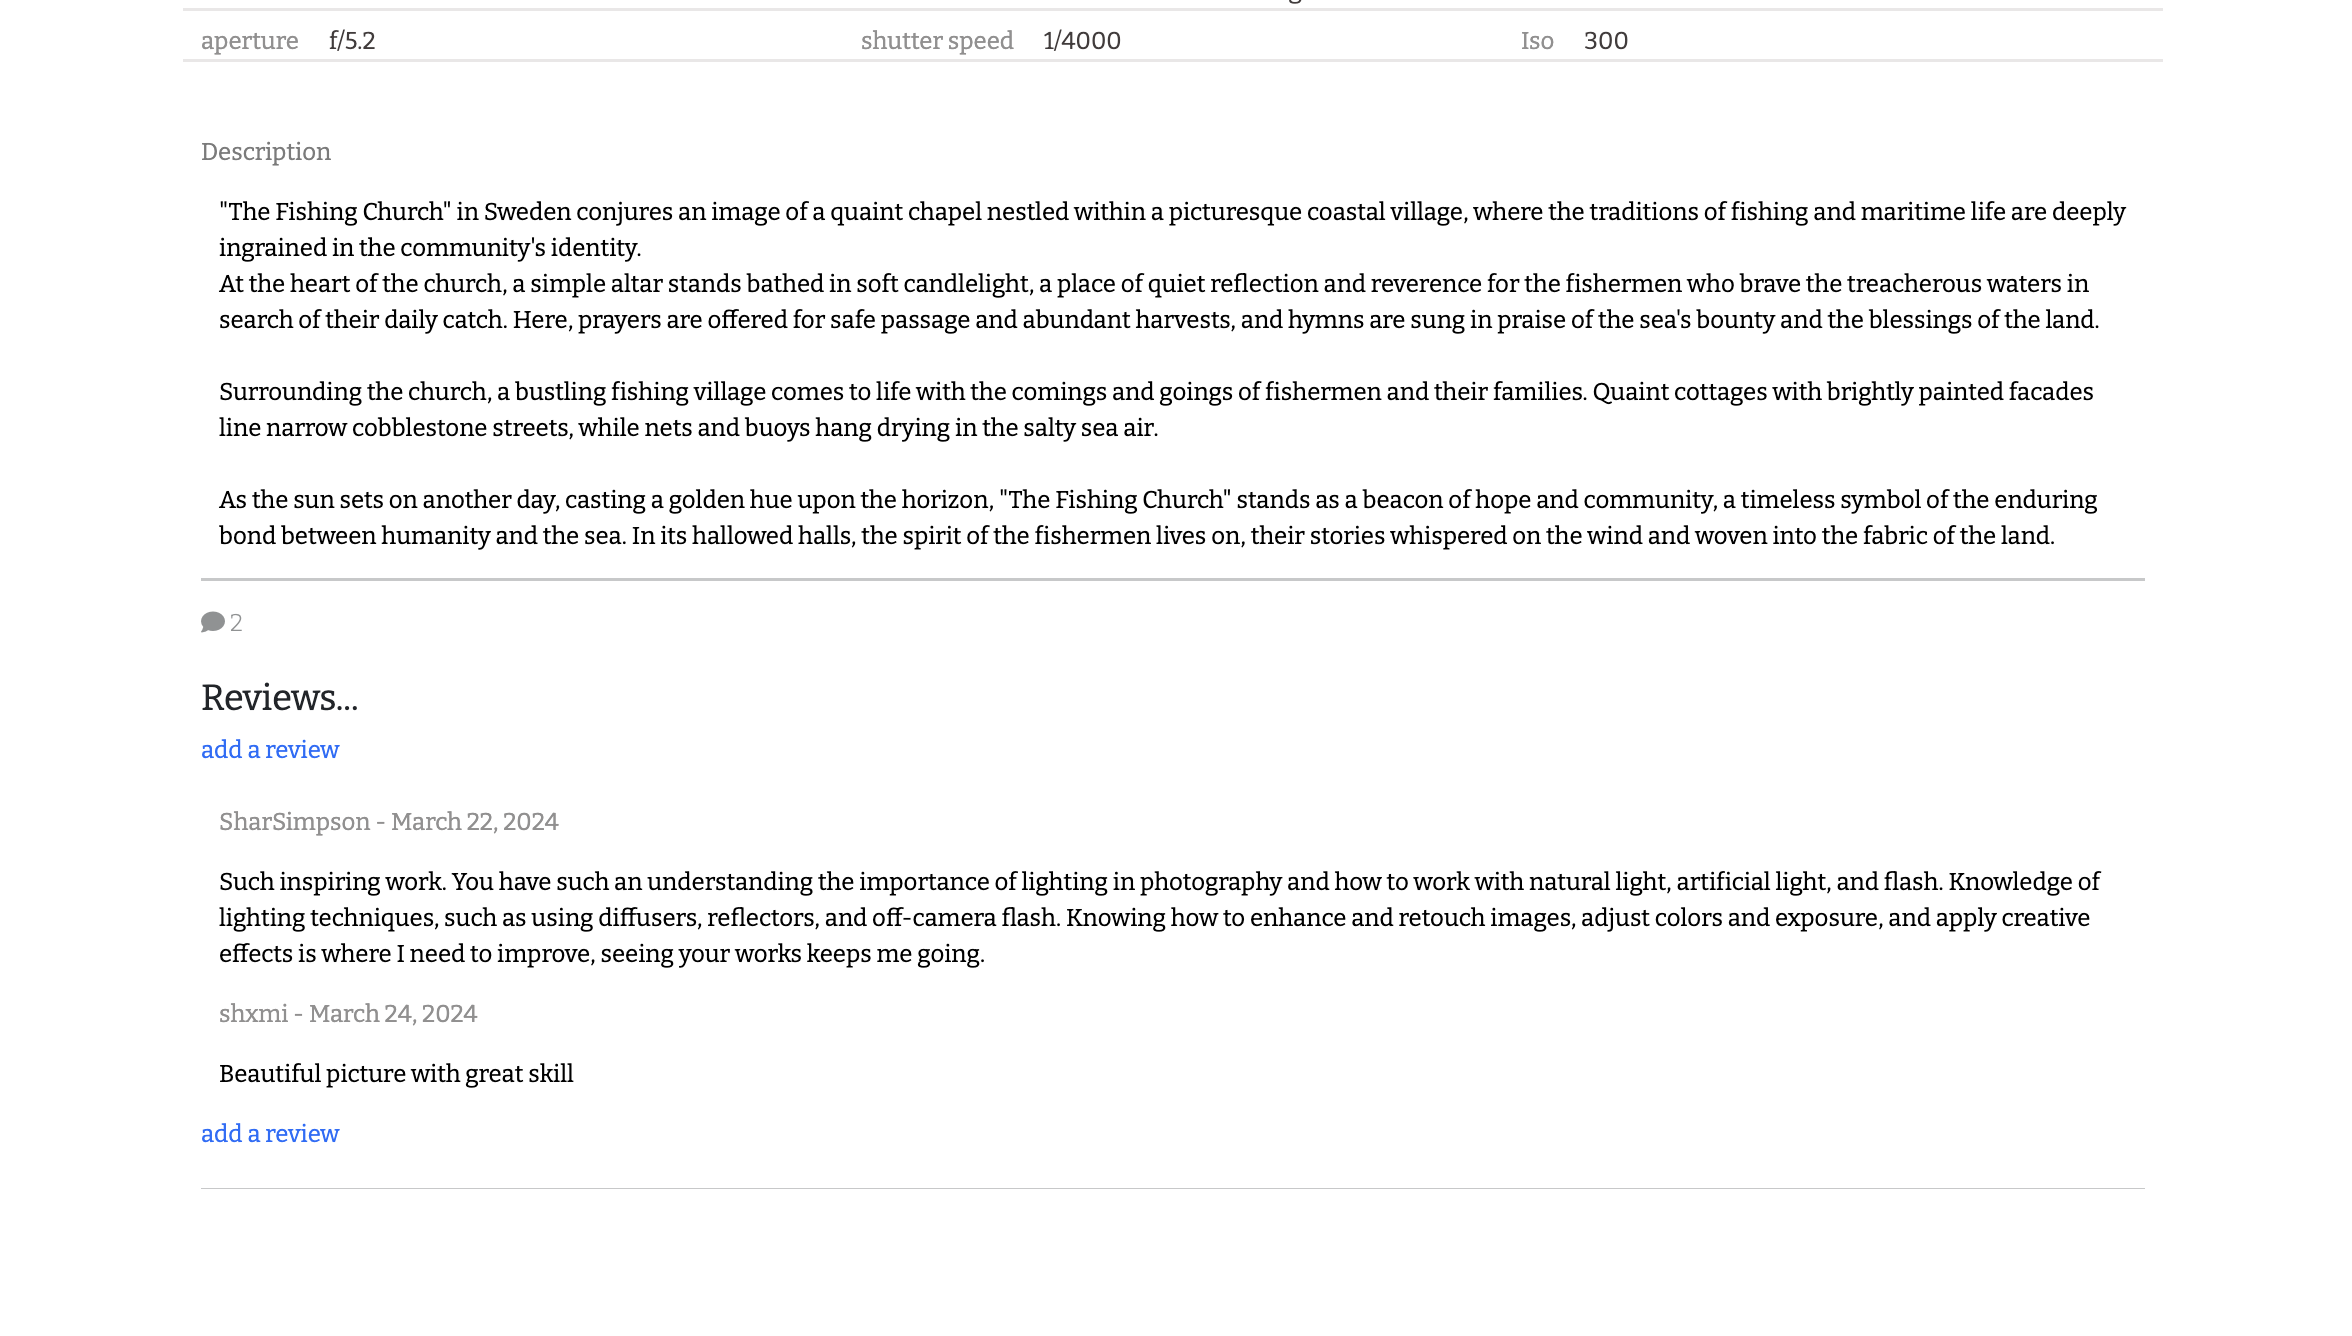 aperture f/5.2 shutter speed 1/4000 Iso 300
Description
"The Fishing Church" in Sweden conjures an image of a quaint chapel nestled within a picturesque coastal village, where the traditions of fishing and maritime life are deeply
ingrained in the community's identity.
At the heart of the church, a simple altar stands bathed in soft candlelight, a place of quiet reflection and reverence for the fishermen who brave the treacherous waters in
search of their daily catch. Here, prayers are offered for safe passage and abundant harvests, and hymns are sung in praise of the sea's bounty and the blessings of the land.
Surrounding the church, a bustling fishing village comes to life with the comings and goings of fishermen and their families. Quaint cottages with brightly painted facades
line narrow cobblestone streets, while nets and buoys hang drying in the salty sea air.
As the sun sets on another day, casting a golden hue upon the horizon, "The Fishing Church" stands as a beacon of hope and community, a timeless symbol of the enduring
bond between humanity and the sea. In its hallowed halls, the spirit of the fishermen lives on, their stories whispered on the wind and woven into the fabric of the land.
2
Reviews...
add a review
SharSimpson - March 22, 2024
Such inspiring work. You have such an understanding the importance of lighting in photography and how to work with natural light, artificial light, and flash. Knowledge of
lighting techniques, such as using diffusers, reflectors, and off-camera flash. Knowing how to enhance and retouch images, adjust colors and exposure, and apply creative
effects is where I need to improve, seeing your works keeps me going.
shxmi - March 24, 2024
Beautiful picture with great skill
add a review